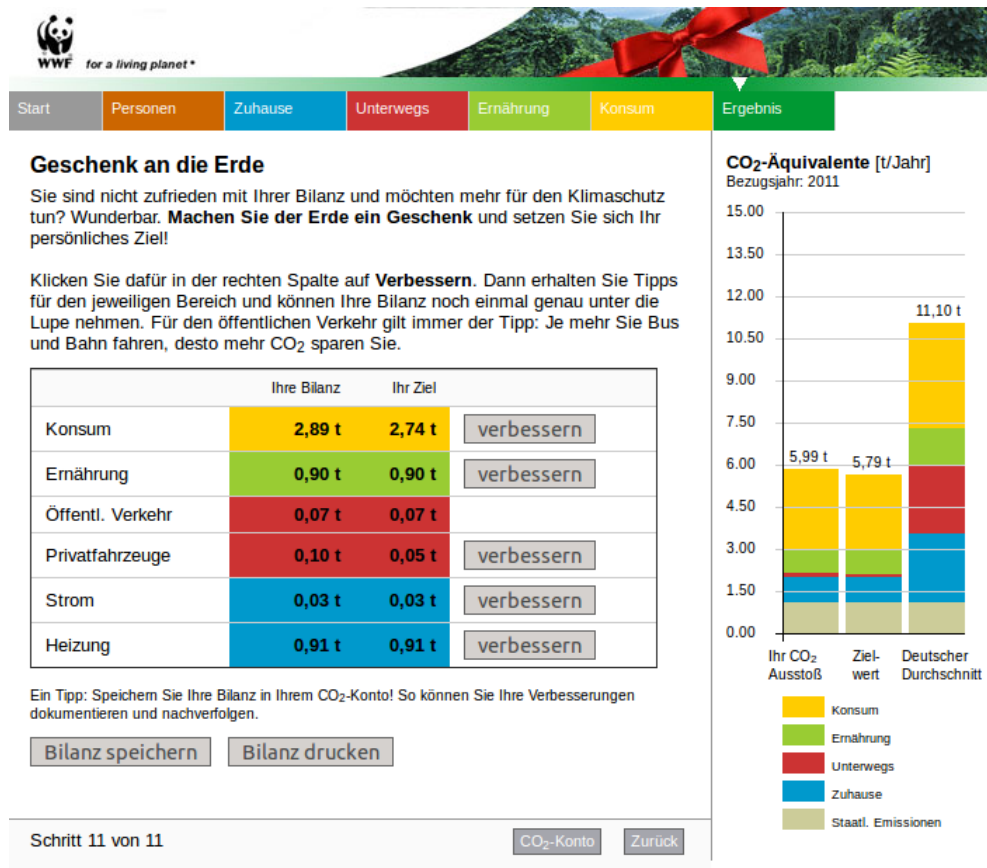 WWF
for a living planet*
Start Personen Zuhause Unterwegs Ernährung Konsum Ergebnis
Geschenk an die Erde
Sie sind nicht zufrieden mit Ihrer Bilanz und möchten mehr für den Klimaschutz
tun? Wunderbar. Machen Sie der Erde ein Geschenk und setzen Sie sich Ihr
persönliches Ziel!
Klicken Sie dafür in der rechten Spalte auf Verbessern. Dann erhalten Sie Tipps
für den jeweiligen Bereich und können Ihre Bilanz noch einmal genau unter die
Lupe nehmen. Für den öffentlichen Verkehr gilt immer der Tipp: Je mehr Sie Bus
und Bahn fahren, desto mehr CO₂ sparen Sie.
Ihre Bilanz Ihr Ziel
Konsum 2,89 t 2,74 t verbessern
Ernährung 0,90 t 0,90 t verbessern
Öffentl. Verkehr 0,07 t 0,07 t
Privatfahrzeuge 0,10 t 0,05 t verbessern
Strom 0,03 t 0,03 t verbessern
Heizung 0,91 t 0,91 t verbessern
Ein Tipp: Speichern Sie Ihre Bilanz in Ihrem CO₂-Konto! So können Sie Ihre Verbesserungen
dokumentieren und nachverfolgen.
Bilanz speichern Bilanz drucken
Schritt 11 von 11 CO₂-Konto Zurück
CO₂-Äquivalente [t/Jahr]
Bezugsjahr: 2011
15.00
13.50
12.00
11,10 t
10.50
9.00
7.50
6.00 5,99 t 5,79 t
4.50
3.00
1.50
0.00
Ihr CO₂ Ziel- Deutscher
Ausstoß wert Durchschnitt
Konsum
Ernährung
Unterwegs
Zuhause
Staatl. Emissionen